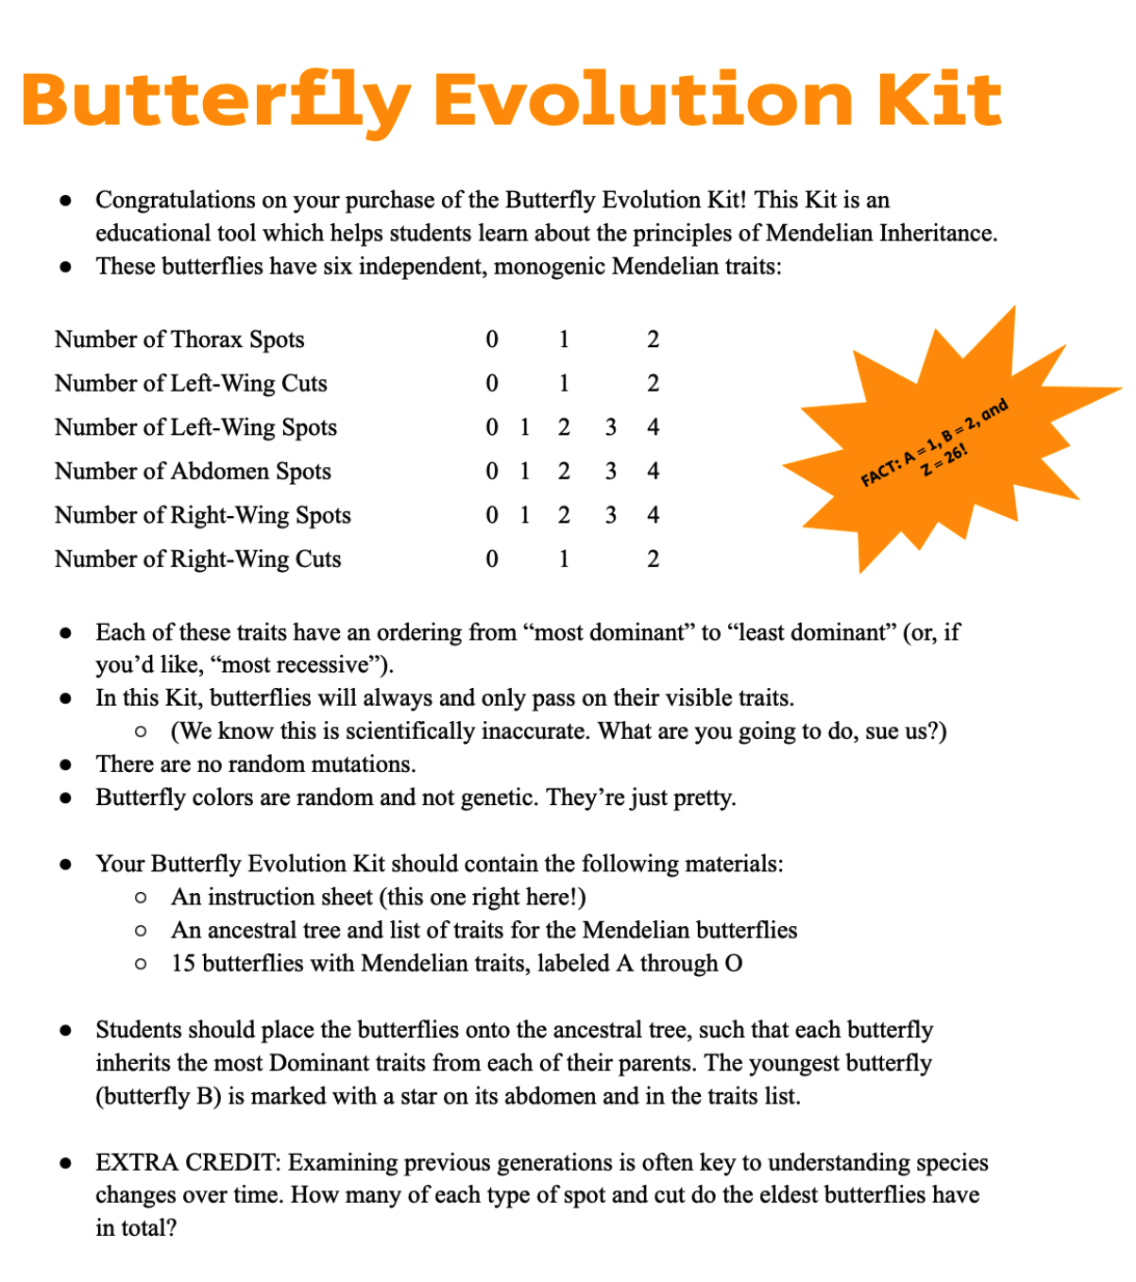 Butterfly Evolution Kit
● Congratulations on your purchase of the Butterfly Evolution Kit! This Kit is an
educational tool which helps students learn about the principles of Mendelian Inheritance.
● These butterflies have six independent, monogenic Mendelian traits:
Number of Thorax Spots 0 1 2
Number of Left-Wing Cuts 0 1 2
Number of Left-Wing Spots 0 1 2 3 4
Number of Abdomen Spots 0 1 2 3 4
Number of Right-Wing Spots 0 1 2 3 4
Number of Right-Wing Cuts 0 1 2
FACT: A = 1, B = 2, and
Z = 26!
● Each of these traits have an ordering from “most dominant” to “least dominant” (or, if
you’d like, “most recessive”).
● In this Kit, butterflies will always and only pass on their visible traits.
○ (We know this is scientifically inaccurate. What are you going to do, sue us?)
● There are no random mutations.
● Butterfly colors are random and not genetic. They’re just pretty.
● Your Butterfly Evolution Kit should contain the following materials:
○ An instruction sheet (this one right here!)
○ An ancestral tree and list of traits for the Mendelian butterflies
○ 15 butterflies with Mendelian traits, labeled A through O
● Students should place the butterflies onto the ancestral tree, such that each butterfly
inherits the most Dominant traits from each of their parents. The youngest butterfly
(butterfly B) is marked with a star on its abdomen and in the traits list.
● EXTRA CREDIT: Examining previous generations is often key to understanding species
changes over time. How many of each type of spot and cut do the eldest butterflies have
in total?